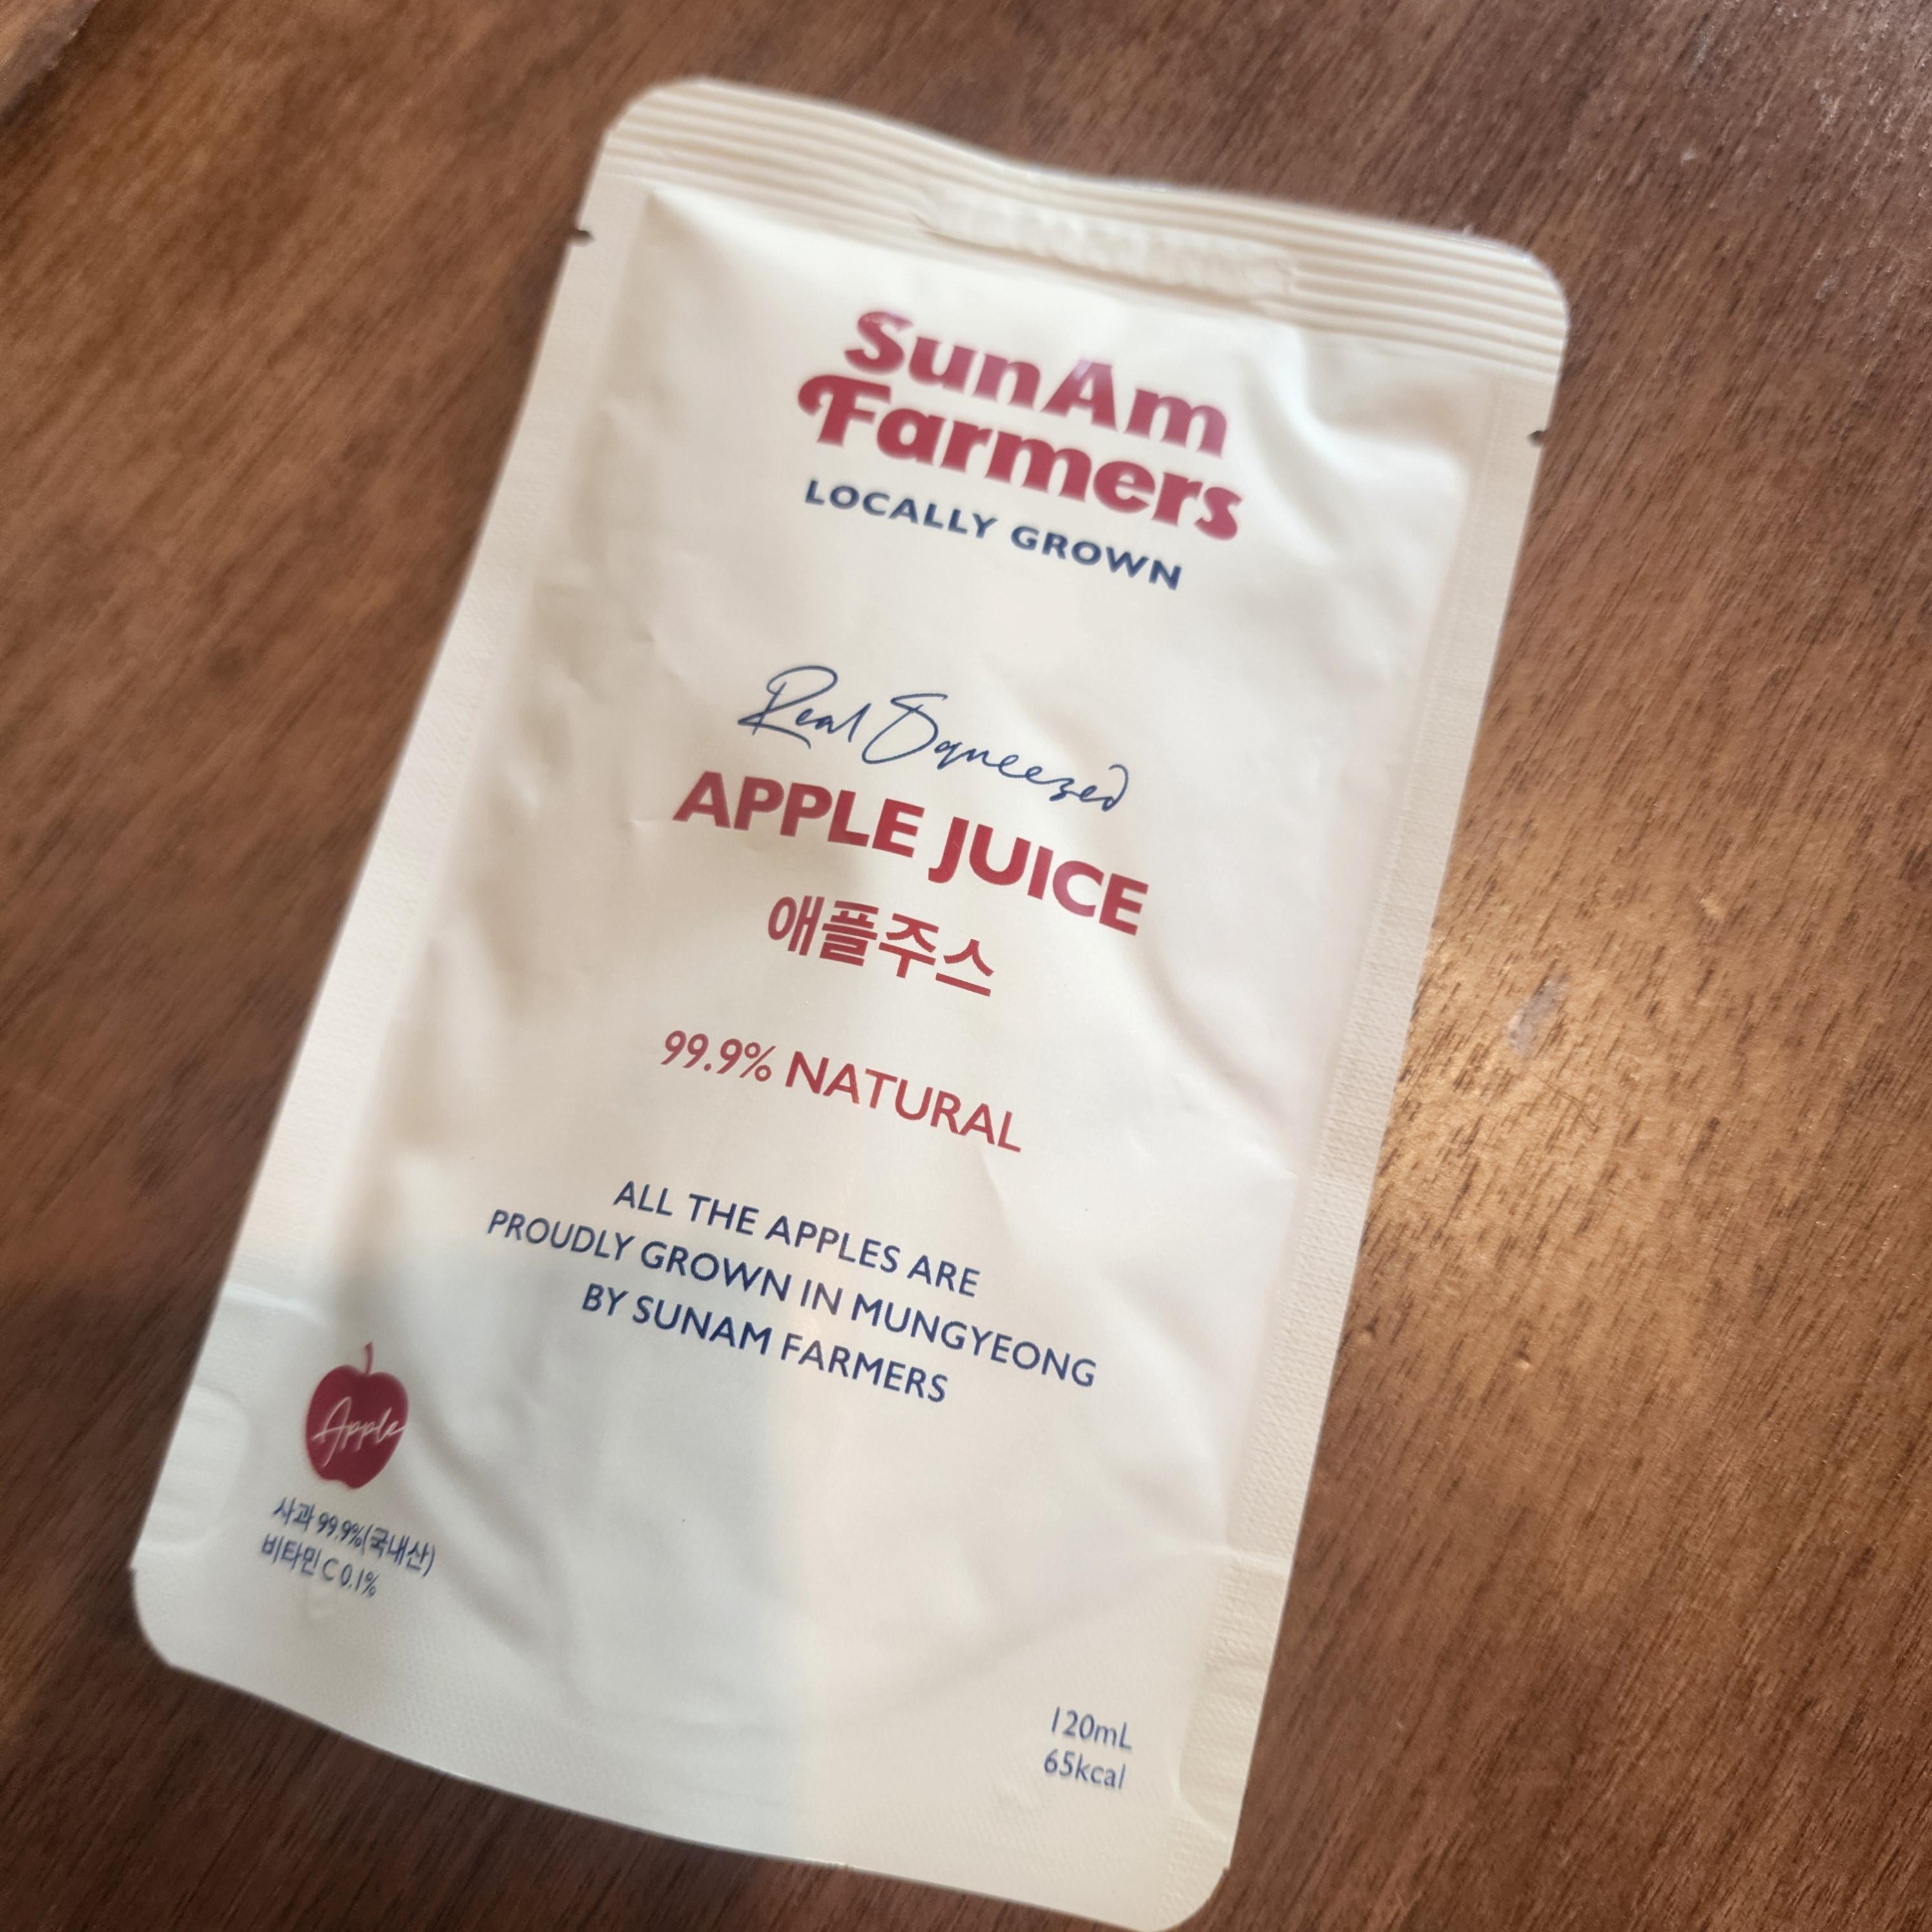 SunAm
Farmers
LOCALLY GROWN
Real Squeezed
APPLE JUICE
애플주스
99.9% NATURAL
ALL THE APPLES ARE
PROUDLY GROWN IN MUNGYEONG
BY SUNAM FARMERS
Apple
사과 99.9%(국내산)
비타민 C 0.1%
120mL
65kcal